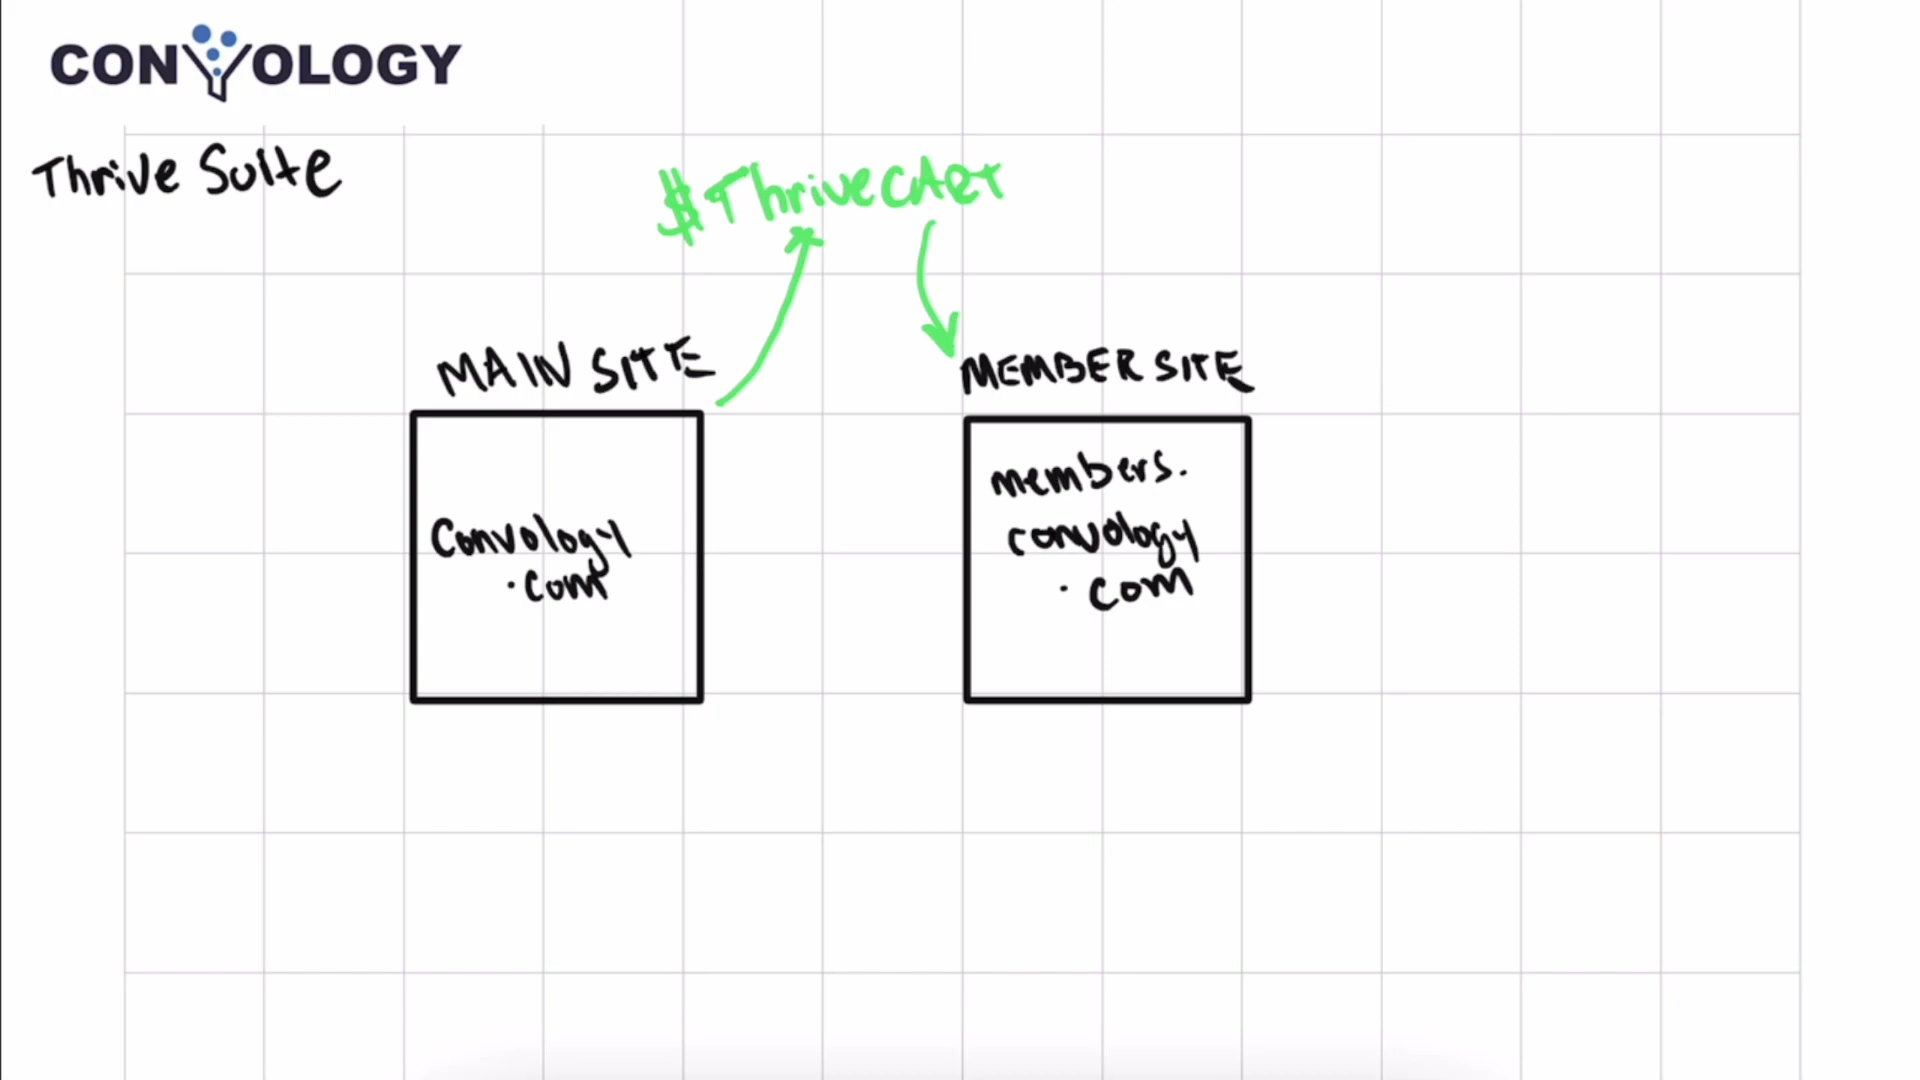 CONVOLOGY
Thrive Suite
$ThriveCART
MAIN SITE
MEMBER SITE
Convology
.com
members.
convology
.com